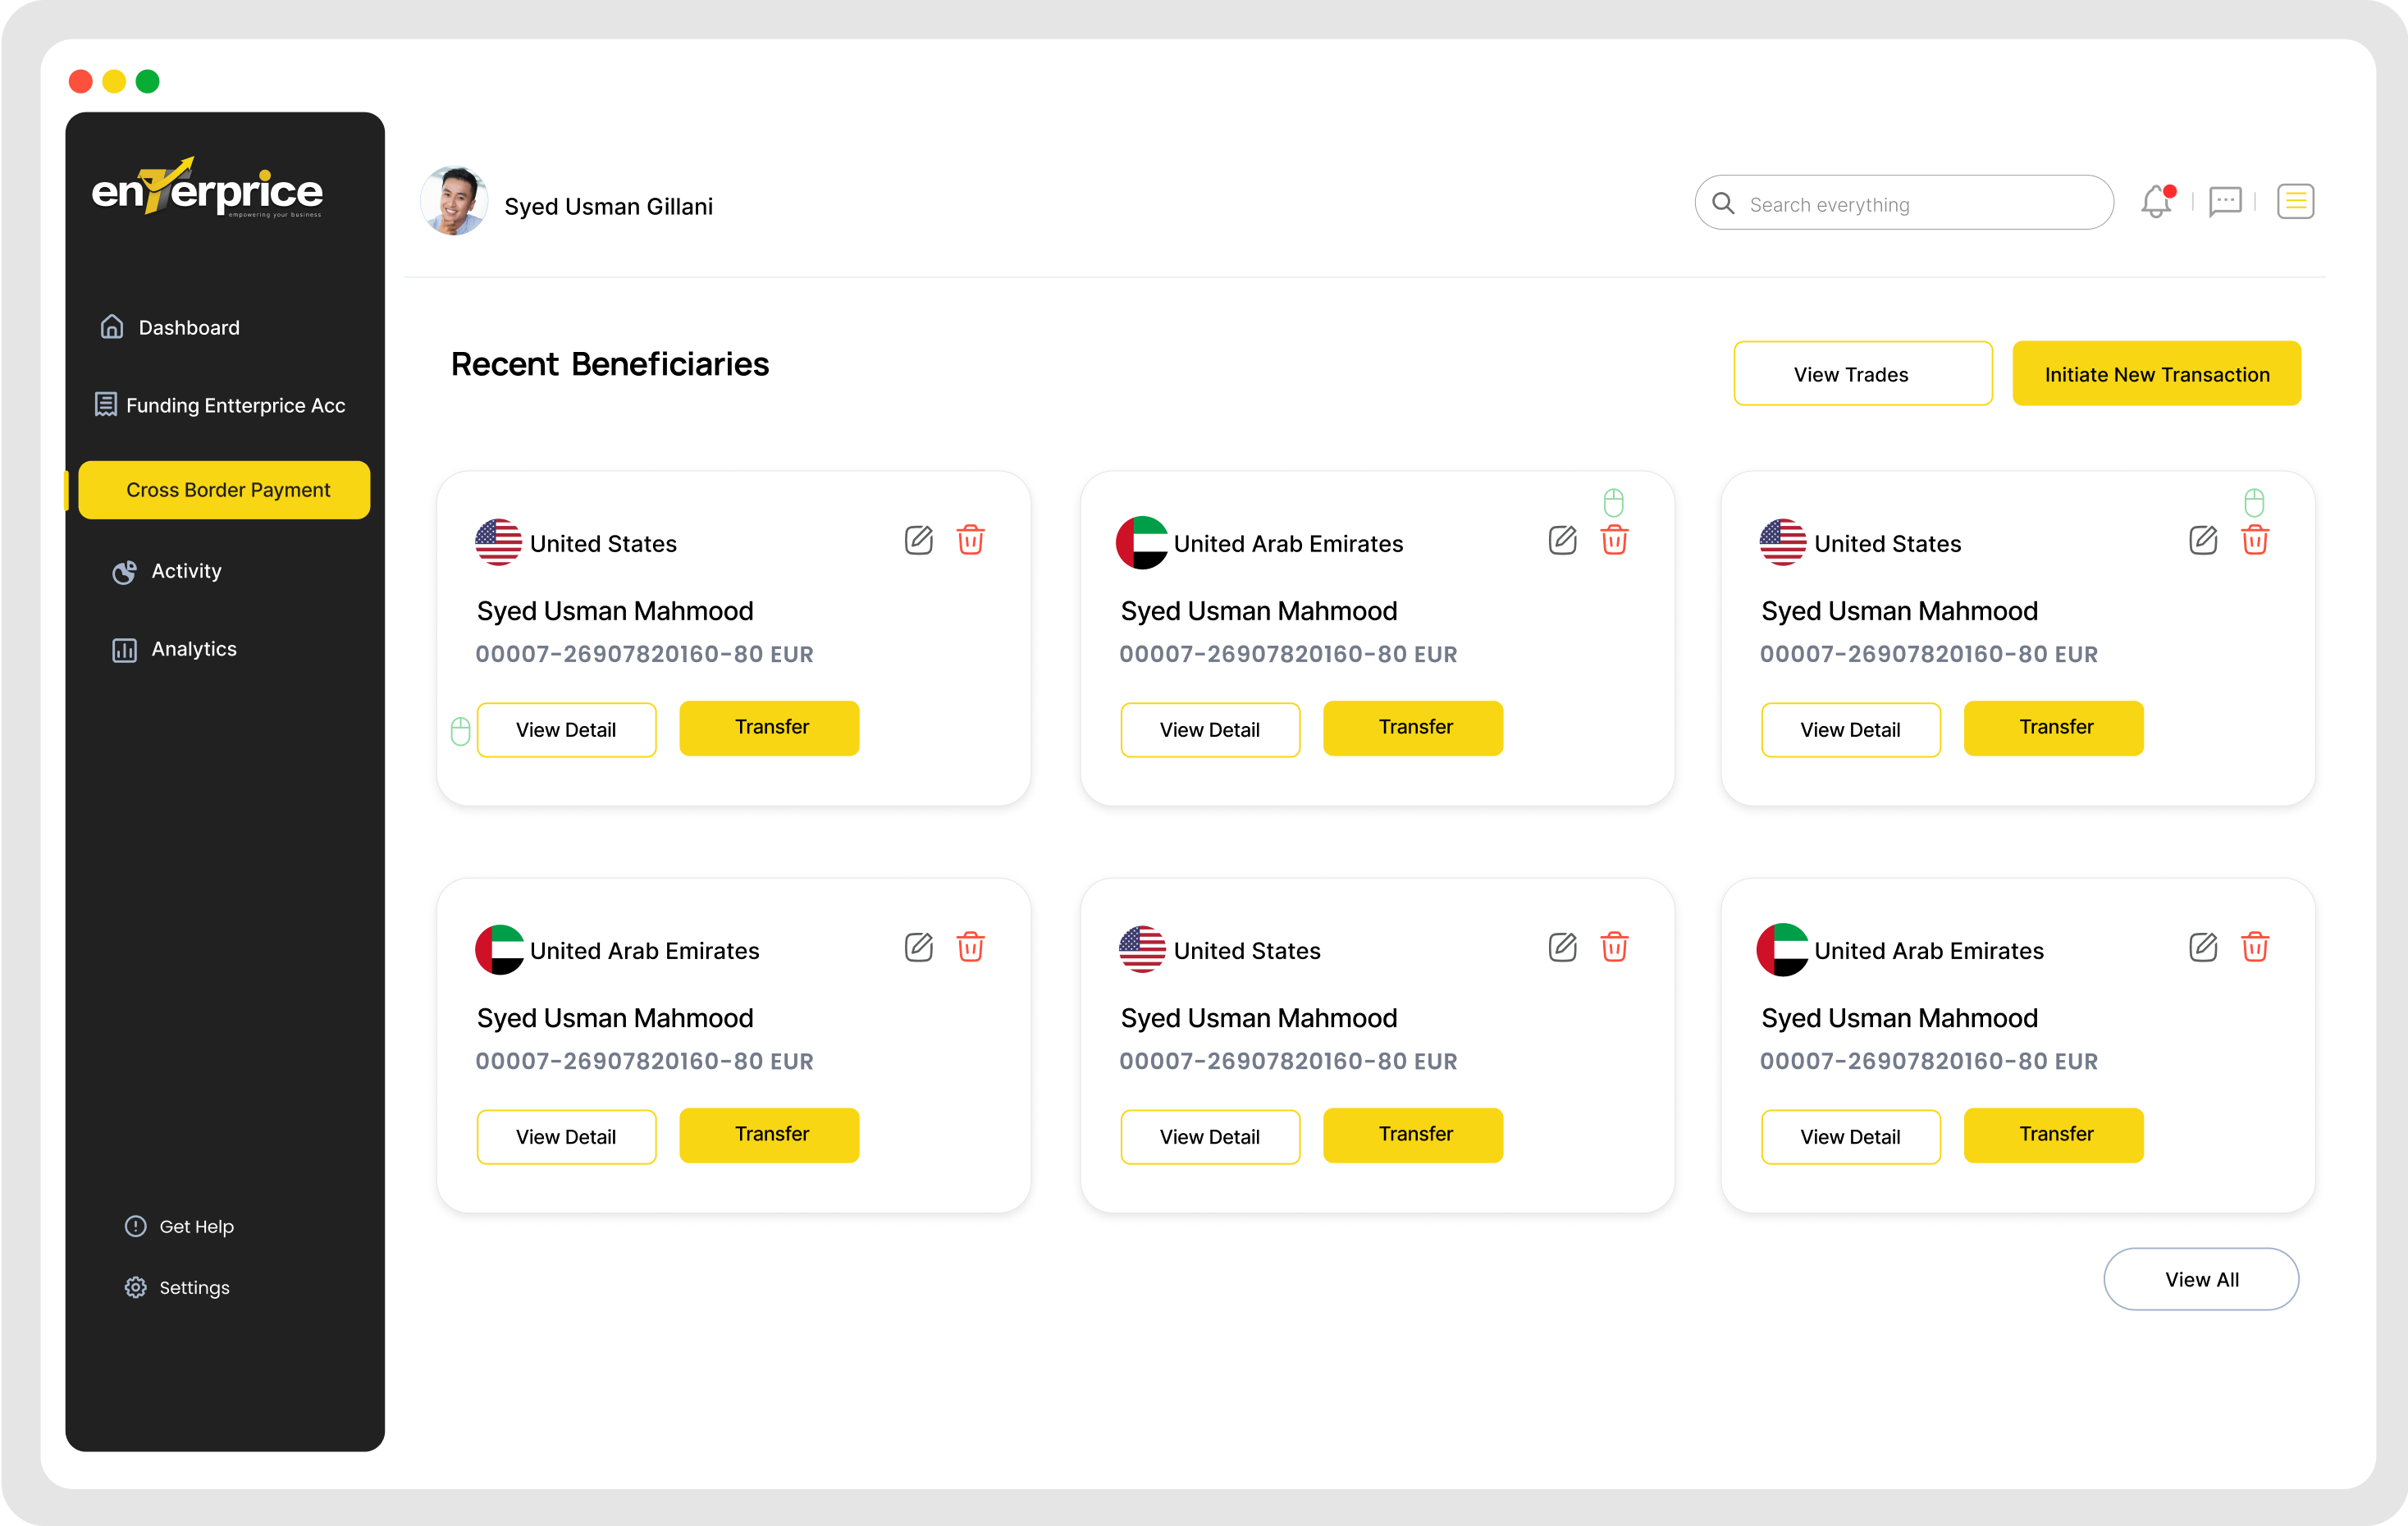 enTerprice
empowering your business
Syed Usman Gillani
Search everything
Dashboard
Funding Entterprice Acc
Cross Border Payment
Activity
Analytics
Get Help
Settings
Recent Beneficiaries
View Trades
Initiate New Transaction
United States
Syed Usman Mahmood
00007-26907820160-80 EUR
View Detail
Transfer
United Arab Emirates
Syed Usman Mahmood
00007-26907820160-80 EUR
View Detail
Transfer
United States
Syed Usman Mahmood
00007-26907820160-80 EUR
View Detail
Transfer
United Arab Emirates
Syed Usman Mahmood
00007-26907820160-80 EUR
View Detail
Transfer
United States
Syed Usman Mahmood
00007-26907820160-80 EUR
View Detail
Transfer
United Arab Emirates
Syed Usman Mahmood
00007-26907820160-80 EUR
View Detail
Transfer
View All